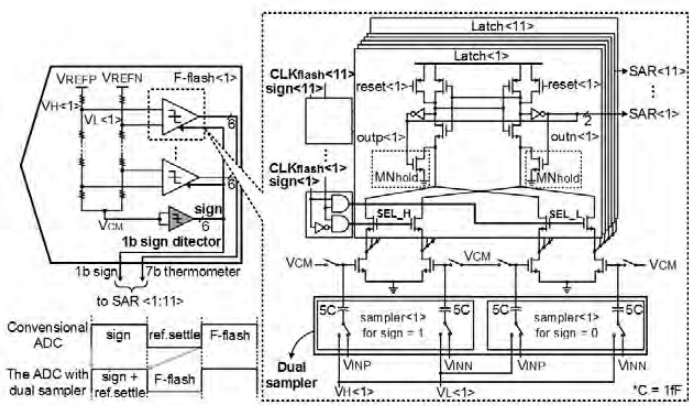 VREFP VREFN
F-flash<1>
VH<1>
VL<1>
6
6
sign
6
VCM
1b sign ditector
1b sign 7b thermometer
to SAR <1:11>
Conventional ADC
sign ref.settle F-flash
The ADC with dual sampler
sign + ref.settle F-flash
Latch<11>
Latch<1>
CLKflash<11>
sign<11>
reset<1> reset<1>
SAR<11>
SAR<1>
2
outp<1> outn<1>
MNhold MNhold
CLKflash<1>
sign<1>
SEL_H SEL_L
VCM VCM VCM
5C 5C 5C 5C
sampler<1> for sign = 1
sampler<1> for sign = 0
Dual sampler
VINP VINN VINP VINN
VH<1> VL<1>
*C = 1fF